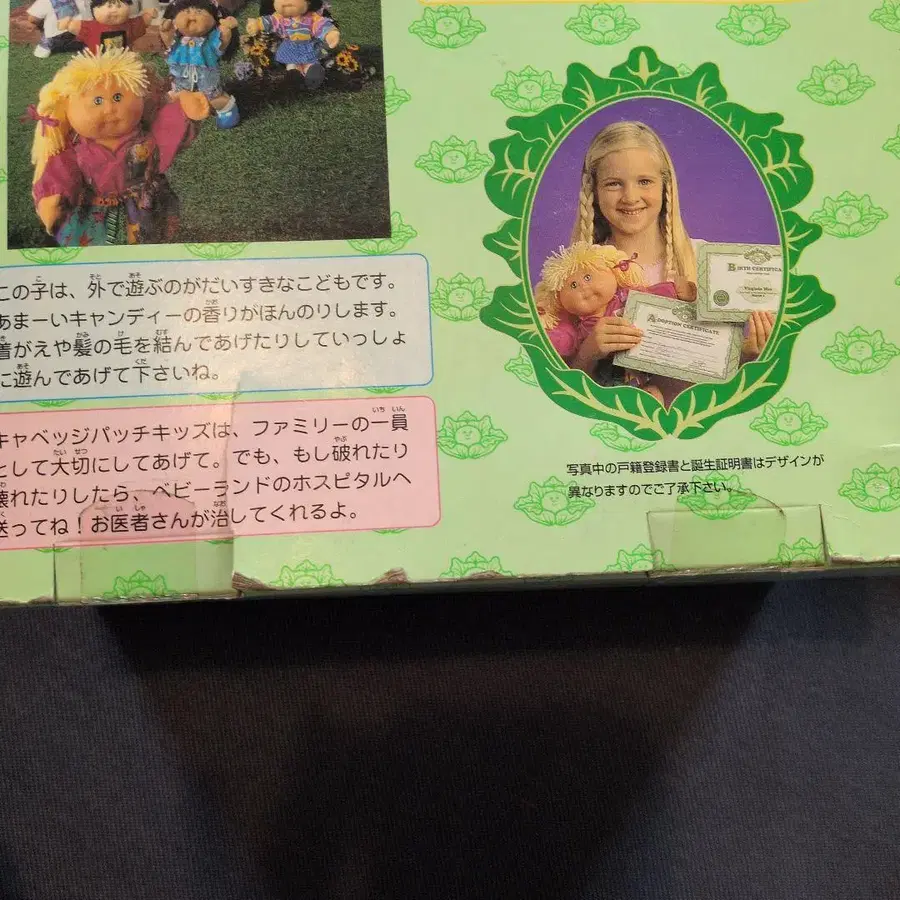 この子は、外で遊ぶのがだいすきなこどもです。
あまーいキャンディーの香りがほんのりします。
着がえや髪の毛を結んであげたりしていっしょ
に遊んであげて下さいね。
キャベッジパッチキッズは、ファミリーの一員
として大切にしてあげて。でも、もし破れたり
壊れたりしたら、ベビーランドのホスピタルへ
送ってね！お医者さんが治してくれるよ。
BIRTH CERTIFICA
ADOPTION CERTIFICATE
写真中の戸籍登録書と誕生証明書はデザインが
異なりますのでご了承下さい。